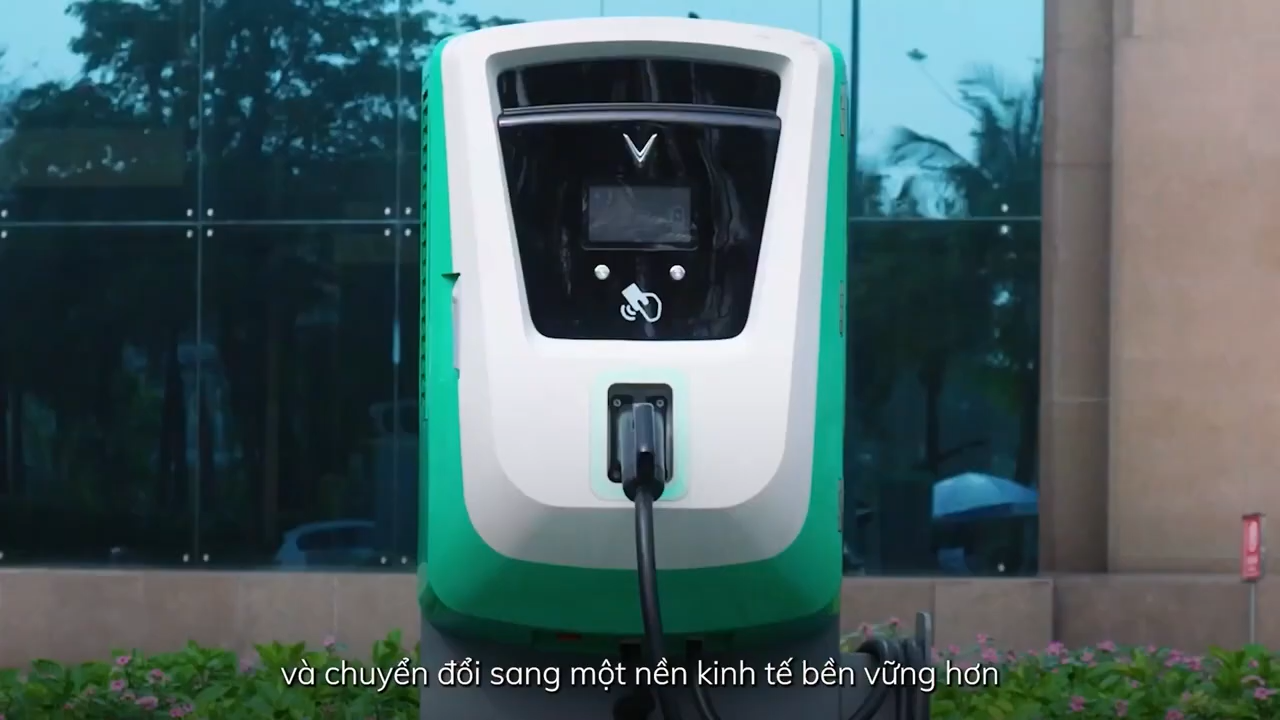 và chuyển đổi sang một nền kinh tế bền vững hơn